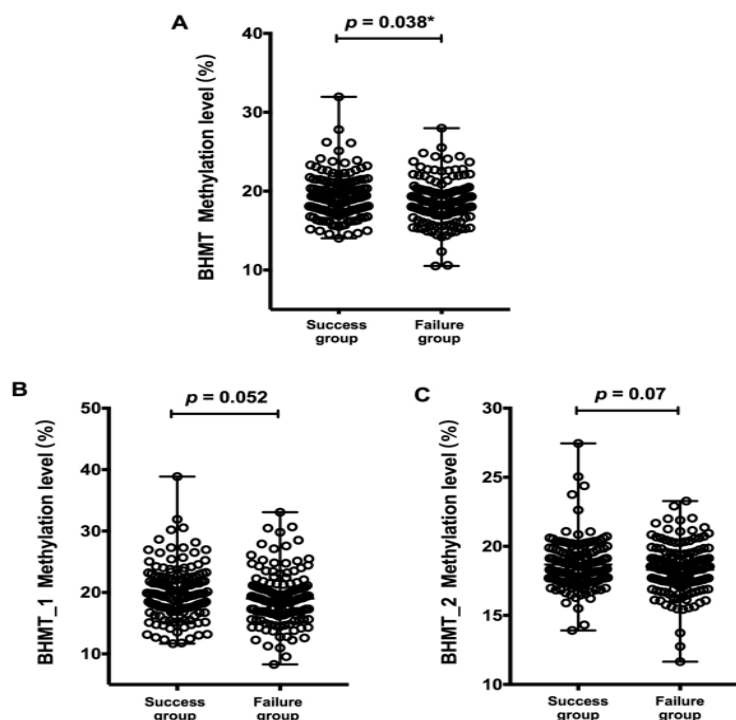 A
p = 0.038*
BHMT Methylation level (%)
40
30
20
10
Success
group
Failure
group
B
p = 0.052
BHMT_1 Methylation level (%)
50
40
30
20
10
Success
group
Failure
group
C
p = 0.07
BHMT_2 Methylation level (%)
30
25
20
15
10
Success
group
Failure
group